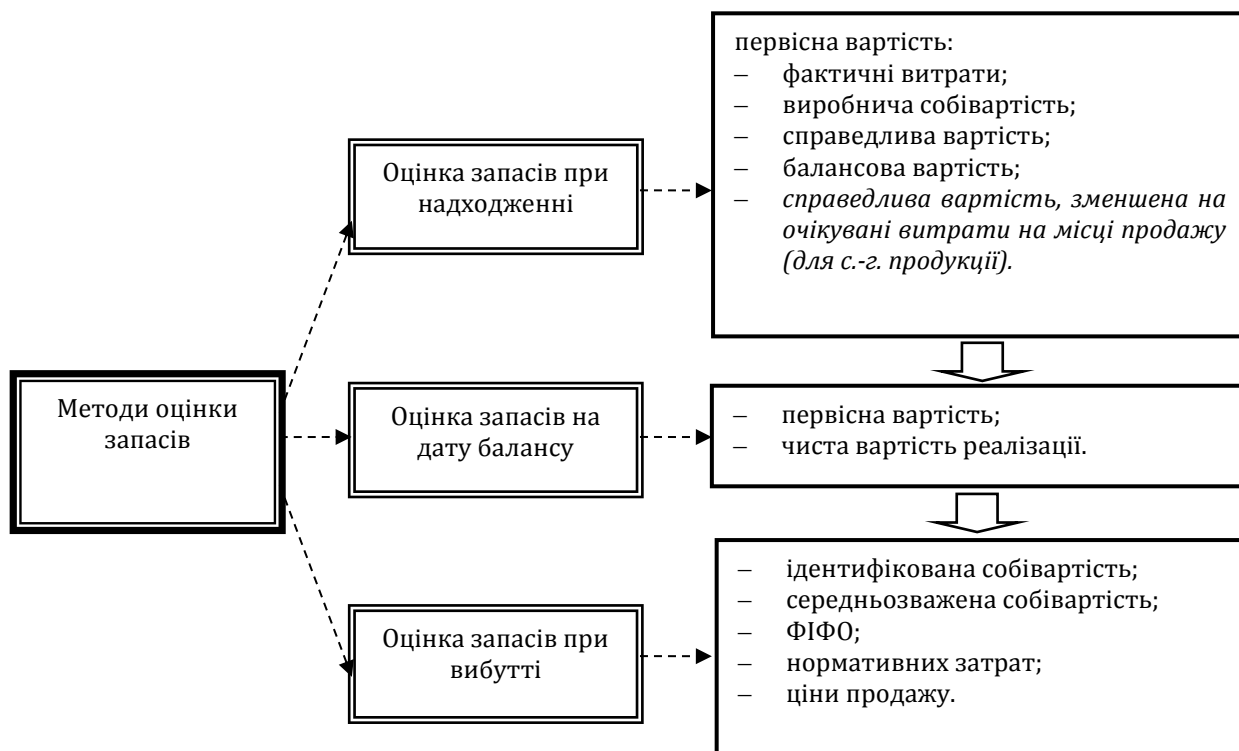 Методи оцінки
запасів
Оцінка запасів при
надходженні
первісна вартість:
– фактичні витрати;
– виробнича собівартість;
– справедлива вартість;
– балансова вартість;
– справедлива вартість, зменшена на
очікувані витрати на місці продажу
(для с.-г. продукції).
Оцінка запасів на
дату балансу
– первісна вартість;
– чиста вартість реалізації.
Оцінка запасів при
вибутті
– ідентифікована собівартість;
– середньозважена собівартість;
– ФІФО;
– нормативних затрат;
– ціни продажу.